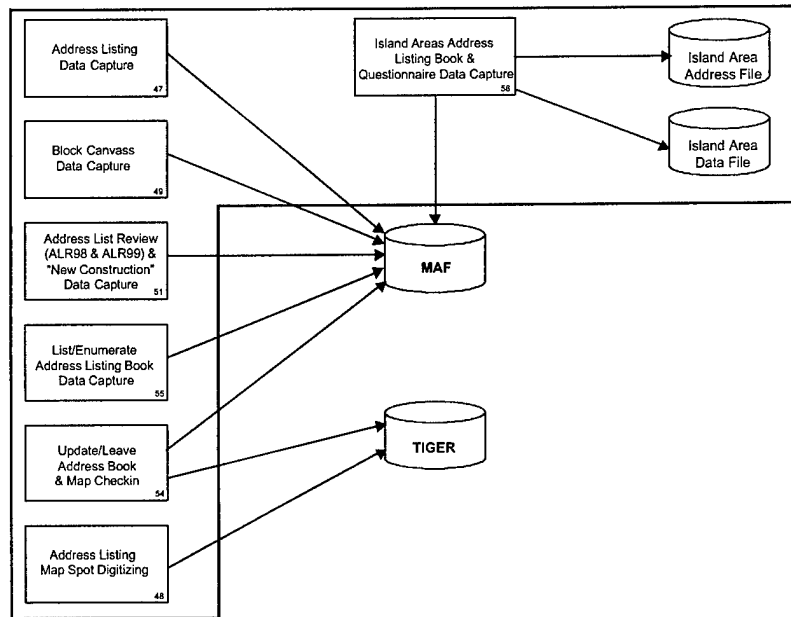 Address Listing
Data Capture
47
Island Areas Address
Listing Book &
Questionnaire Data Capture
58
Island Area
Address File
Block Canvass
Data Capture
49
Island Area
Data File
Address List Review
(ALR98 & ALR99) &
"New Construction"
Data Capture
51
MAF
List/Enumerate
Address Listing Book
Data Capture
55
Update/Leave
Address Book
& Map Checkin
54
TIGER
Address Listing
Map Spot Digitizing
48